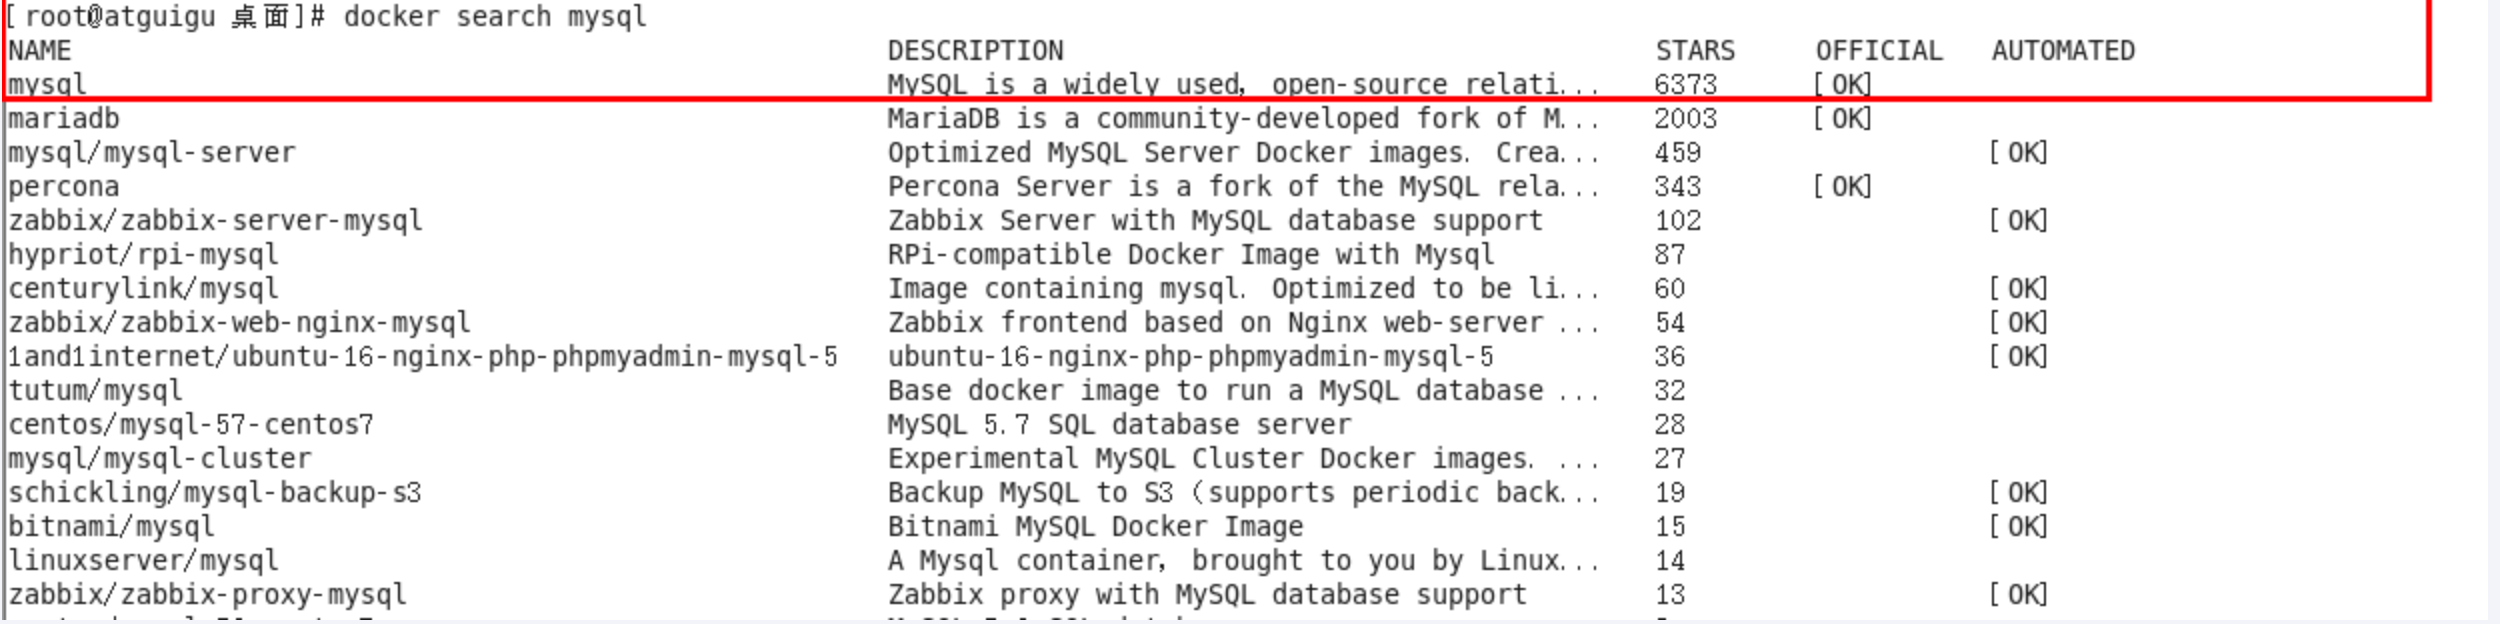 [root@atguigu 桌面]# docker search mysql
NAME DESCRIPTION STARS OFFICIAL AUTOMATED
mysql MySQL is a widely used, open-source relati... 6373 [OK]
mariadb MariaDB is a community-developed fork of M... 2003 [OK]
mysql/mysql-server Optimized MySQL Server Docker images. Crea... 459 [OK]
percona Percona Server is a fork of the MySQL rela... 343 [OK]
zabbix/zabbix-server-mysql Zabbix Server with MySQL database support 102 [OK]
hypriot/rpi-mysql RPi-compatible Docker Image with Mysql 87
centurylink/mysql Image containing mysql. Optimized to be li... 60 [OK]
zabbix/zabbix-web-nginx-mysql Zabbix frontend based on Nginx web-server ... 54 [OK]
1and1internet/ubuntu-16-nginx-php-phpmyadmin-mysql-5 ubuntu-16-nginx-php-phpmyadmin-mysql-5 36 [OK]
tutum/mysql Base docker image to run a MySQL database ... 32
centos/mysql-57-centos7 MySQL 5.7 SQL database server 28
mysql/mysql-cluster Experimental MySQL Cluster Docker images. ... 27
schickling/mysql-backup-s3 Backup MySQL to S3 (supports periodic back... 19 [OK]
bitnami/mysql Bitnami MySQL Docker Image 15 [OK]
linuxserver/mysql A Mysql container, brought to you by Linux... 14
zabbix/zabbix-proxy-mysql Zabbix proxy with MySQL database support 13 [OK]